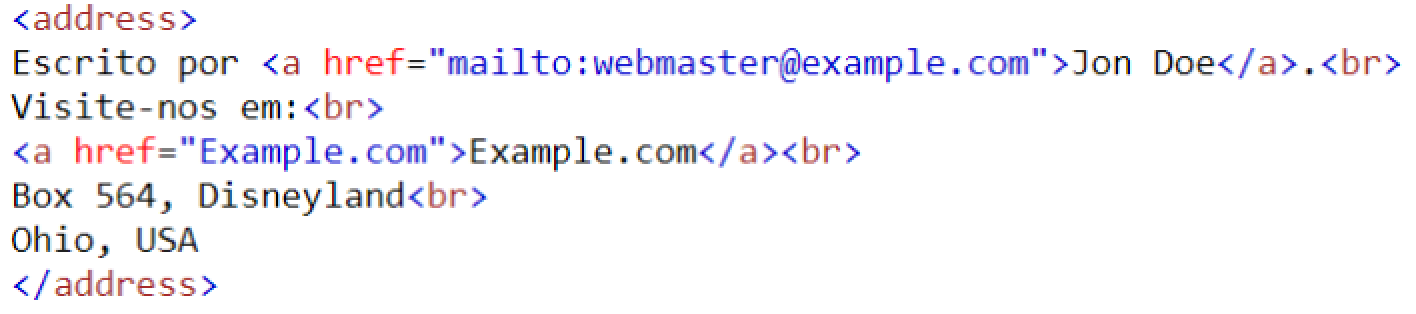 <address>
Escrito por <a href="mailto:webmaster@example.com">Jon Doe</a>.<br>
Visite-nos em:<br>
<a href="Example.com">Example.com</a><br>
Box 564, Disneyland<br>
Ohio, USA
</address>